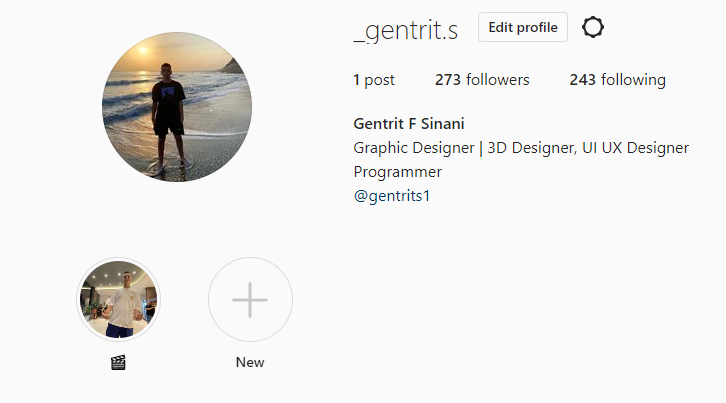 _gentrit.s Edit profile
1 post 273 followers 243 following
Gentrit F Sinani
Graphic Designer | 3D Designer, UI UX Designer
Programmer
@gentrits1
🎬 New